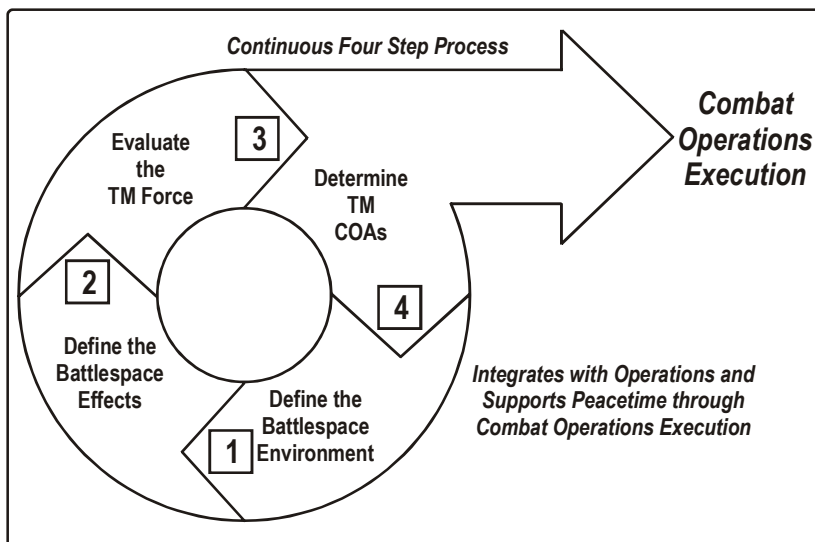 Continuous Four Step Process
Combat
Operations
Execution
3
Evaluate
the
TM Force
Determine
TM
COAs
2
4
Define the
Battlespace
Effects
Define the
Battlespace
Environment
1
Integrates with Operations and
Supports Peacetime through
Combat Operations Execution